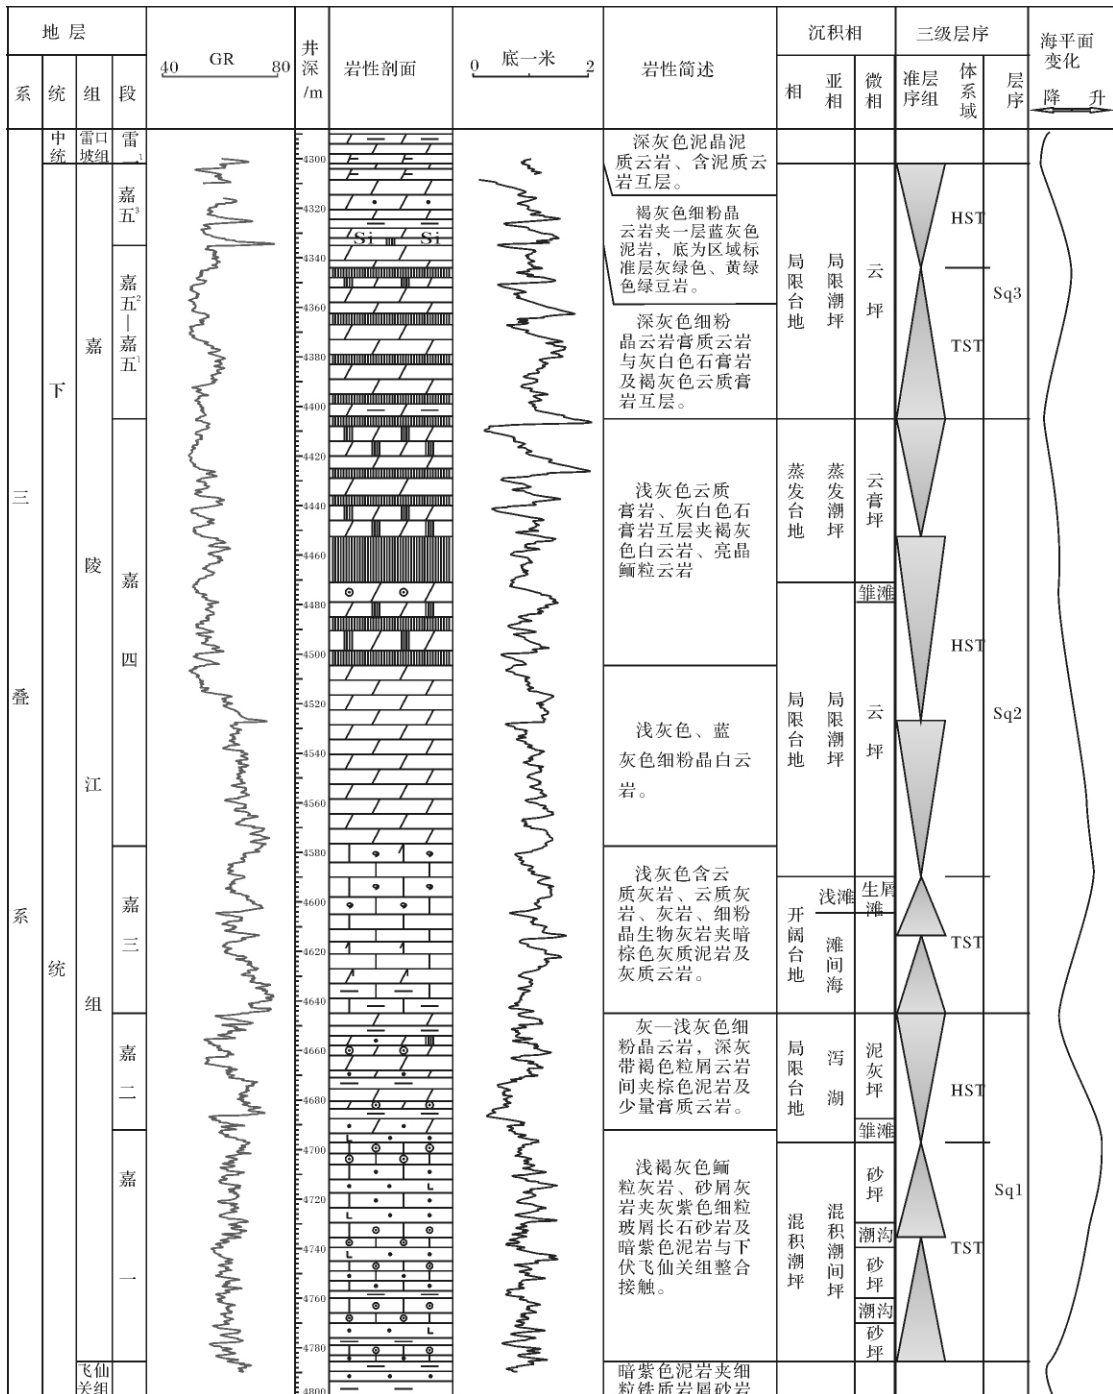 地 层
系
统
组
段
GR
40 80
井
深
/m
岩性剖面
底一米
0 2
岩性简述
沉积相
相
亚
相
微
相
三级层序
准层
序组
体
系
域
层
序
海平面
变化
降 升
三
叠
系
中
统
下
统
雷口
坡组
嘉
陵
江
组
飞仙
关组
雷
一1
嘉
五3
嘉
五2
—
嘉
五1
嘉
四
嘉
三
嘉
二
嘉
一
4300
4320
4340
4360
4380
4400
4420
4440
4460
4480
4500
4520
4540
4560
4580
4600
4620
4640
4660
4680
4700
4720
4740
4760
4780
4800
Si Si
深灰色泥晶泥
质云岩、含泥质云
岩互层。
褐灰色细粉晶
云岩夹一层蓝灰色
泥岩，底为区域标
准层灰绿色、黄绿
色绿豆岩。
深灰色细粉
晶云岩膏质云岩
与灰白色石膏岩
及褐灰色云质膏
岩互层。
浅灰色云质
膏岩、灰白色石
膏岩互层夹褐灰
色白云岩、亮晶
鲕粒云岩
浅灰色、蓝
灰色细粉晶白云
岩。
浅灰色含云
质灰岩、云质灰
岩、灰岩、细粉
晶生物灰岩夹暗
棕色灰质泥岩及
灰质云岩。
灰—浅灰色细
粉晶云岩，深灰
带褐色粒屑云岩
间夹棕色泥岩及
少量膏质云岩。
浅褐灰色鲕
粒灰岩、砂屑灰
岩夹灰紫色细粒
玻屑长石砂岩及
暗紫色泥岩与下
伏飞仙关组整合
接触。
暗紫色泥岩夹细
粒铁质岩屑砂岩
局
限
台
地
蒸
发
台
地
局
限
台
地
开
阔
台
地
局
限
台
地
混
积
潮
坪
局
限
潮
坪
蒸
发
潮
坪
局
限
潮
坪
浅滩
滩
间
海
泻
湖
混
积
潮
间
坪
云
坪
云
膏
坪
雏滩
云
坪
生屑
滩
泥
灰
坪
雏滩
砂
坪
潮沟
砂
坪
潮沟
砂
坪
HST
TST
HST
TST
HST
TST
Sq3
Sq2
Sq1